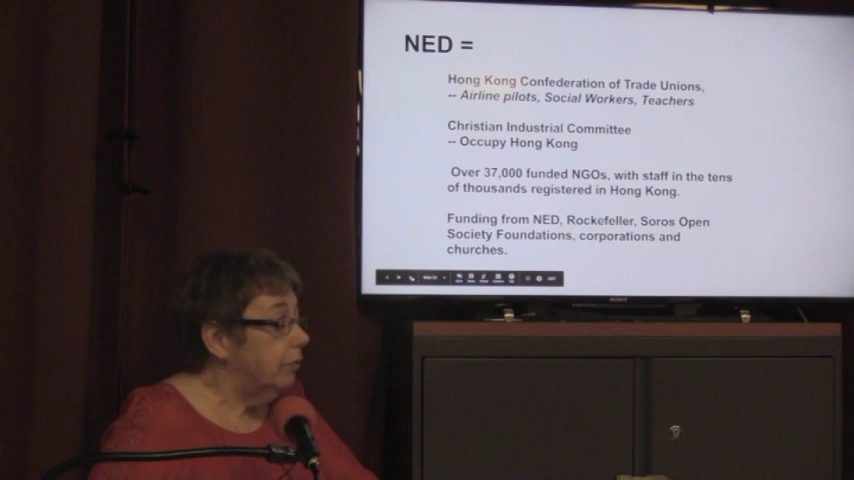 NED =
Hong Kong Confederation of Trade Unions,
-- Airline pilots, Social Workers, Teachers
Christian Industrial Committee
-- Occupy Hong Kong
Over 37,000 funded NGOs, with staff in the tens
of thousands registered in Hong Kong.
Funding from NED, Rockefeller, Soros Open
Society Foundations, corporations and
churches.
SONY